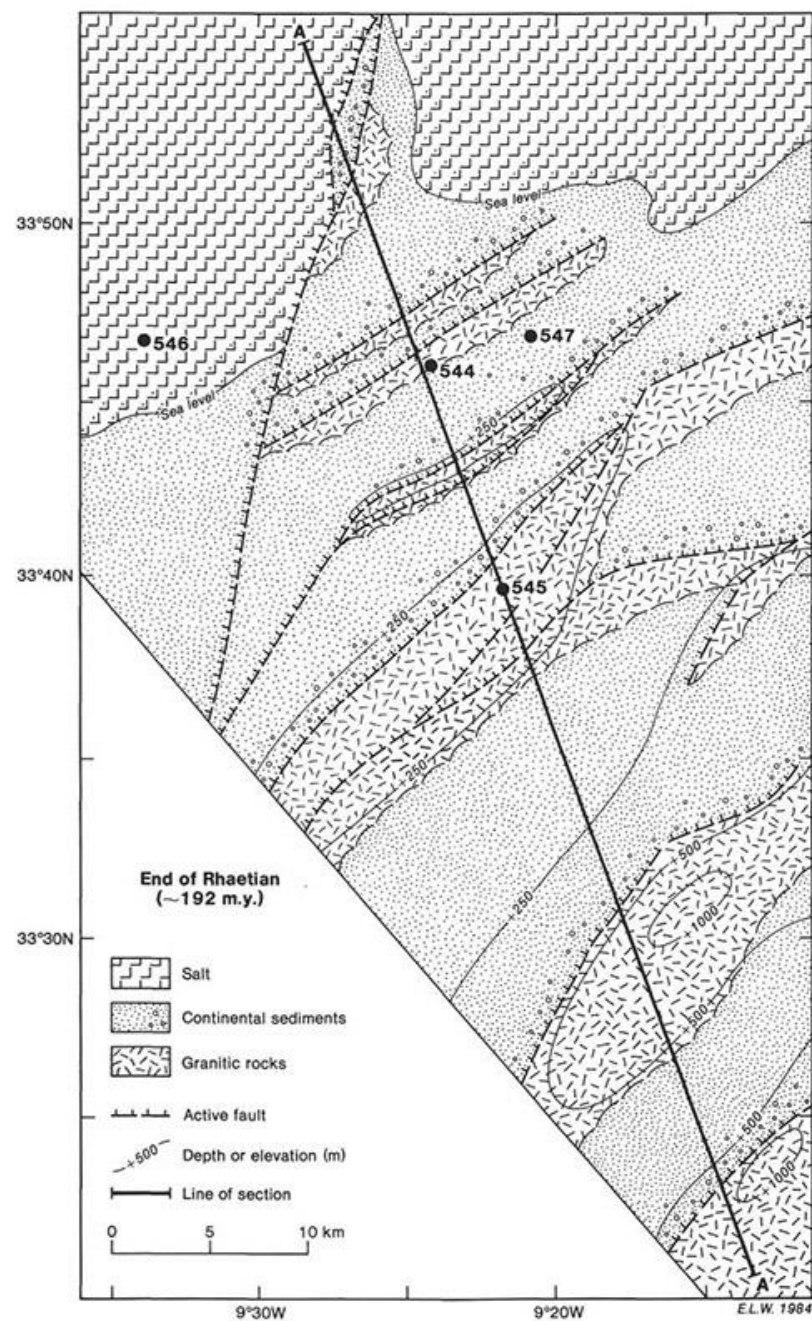 A
33°50N
Sea level
546
544
547
Sea level
+250
33°40N
545
+250
250
+500
+250
+1000
33°30N
+500
+500
+1000
End of Rhaetian
(~192 m.y.)
Salt
Continental sediments
Granitic rocks
Active fault
+500 Depth or elevation (m)
Line of section
0 5 10 km
A
E.L.W. 1984
9°30W 9°20W